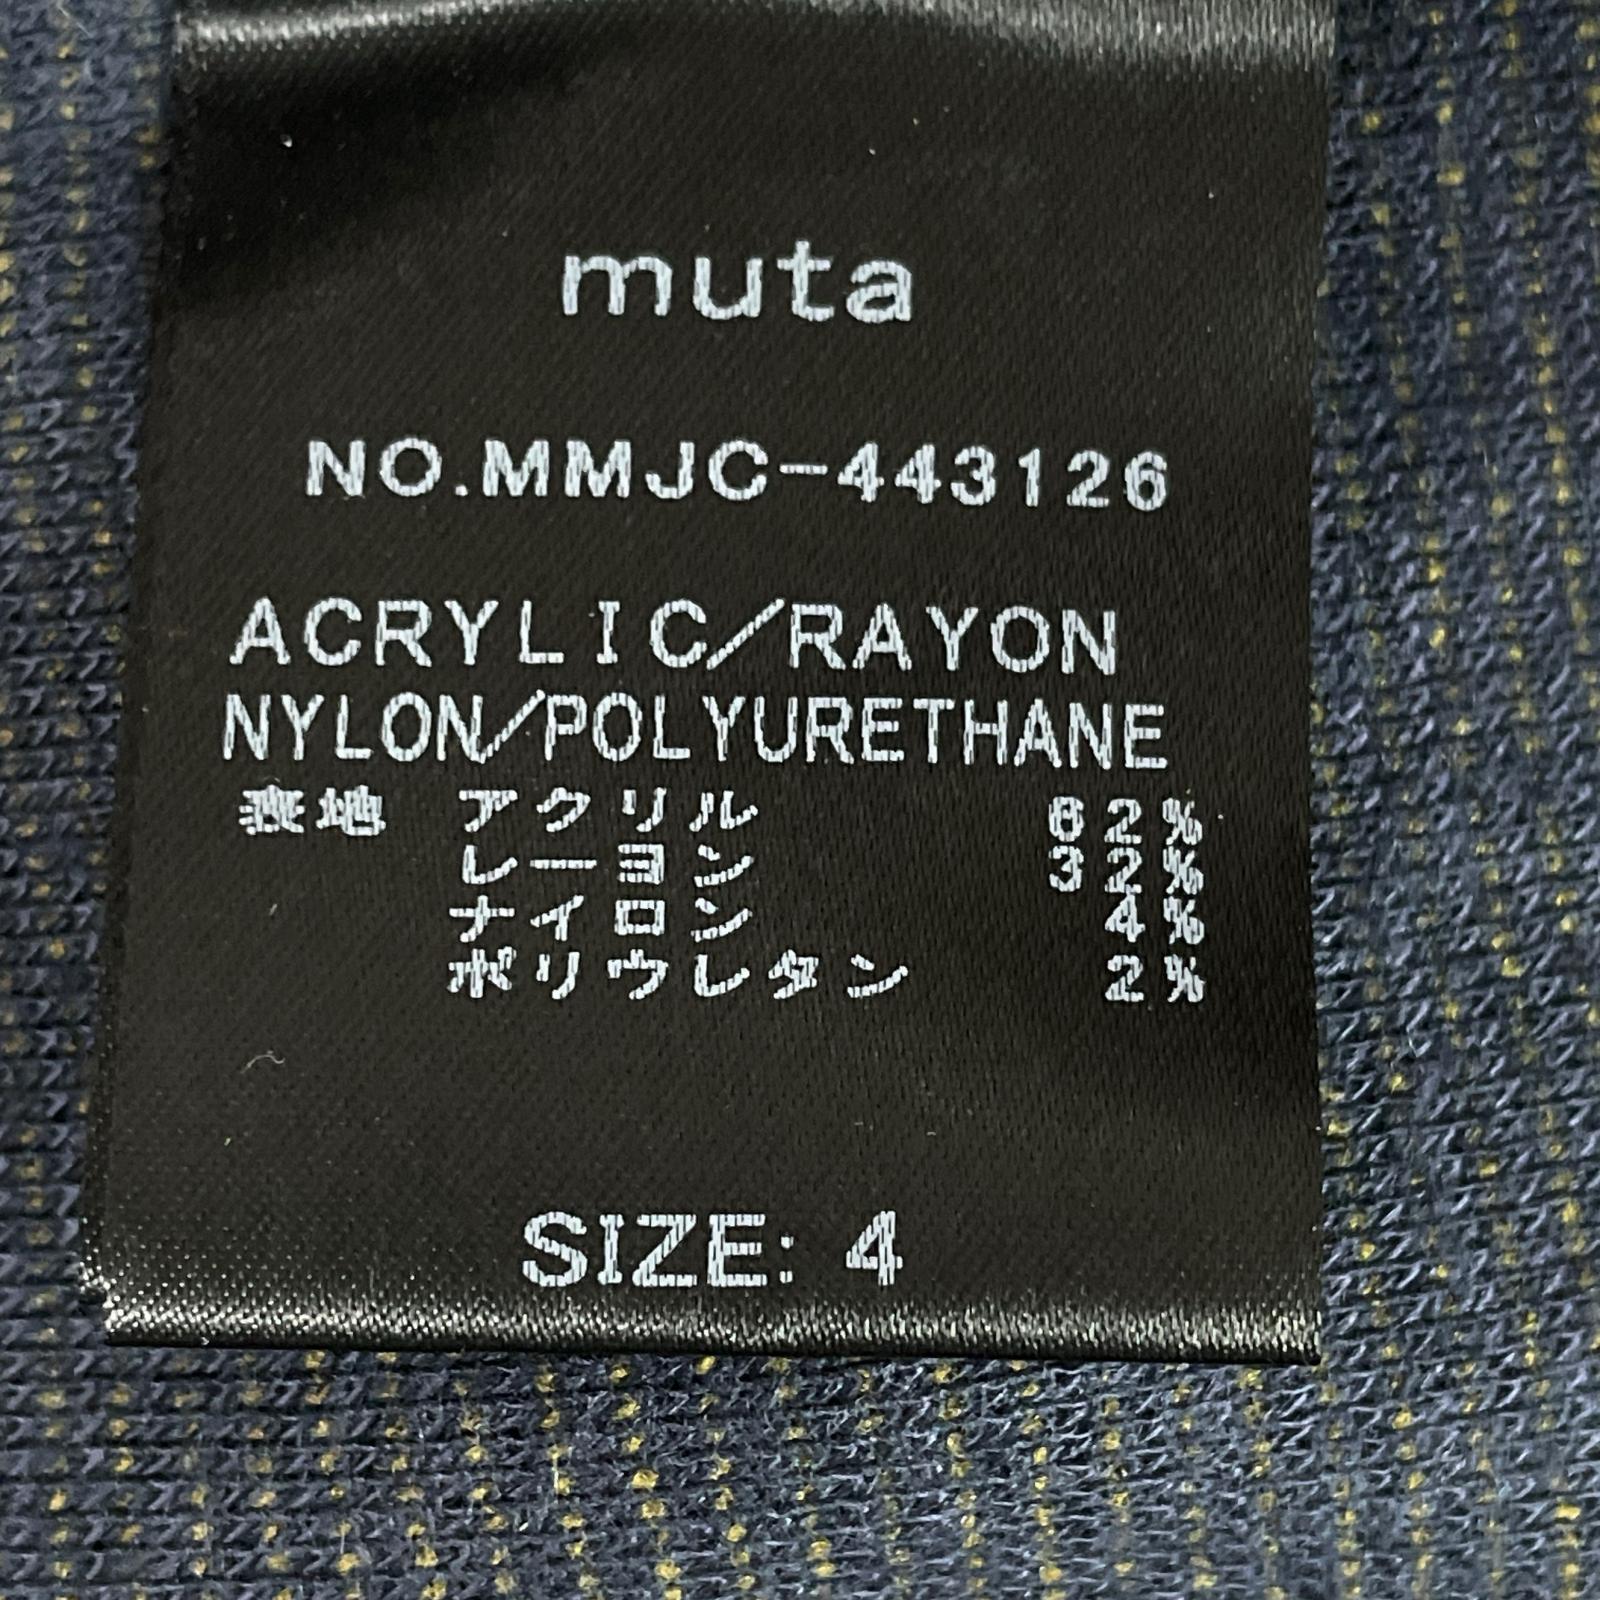 muta
NO.MMJC-443126
ACRYLIC/RAYON
NYLON/POLYURETHANE
表地 アクリル 62%
レーヨン 32%
ナイロン 4%
ポリウレタン 2%
SIZE: 4